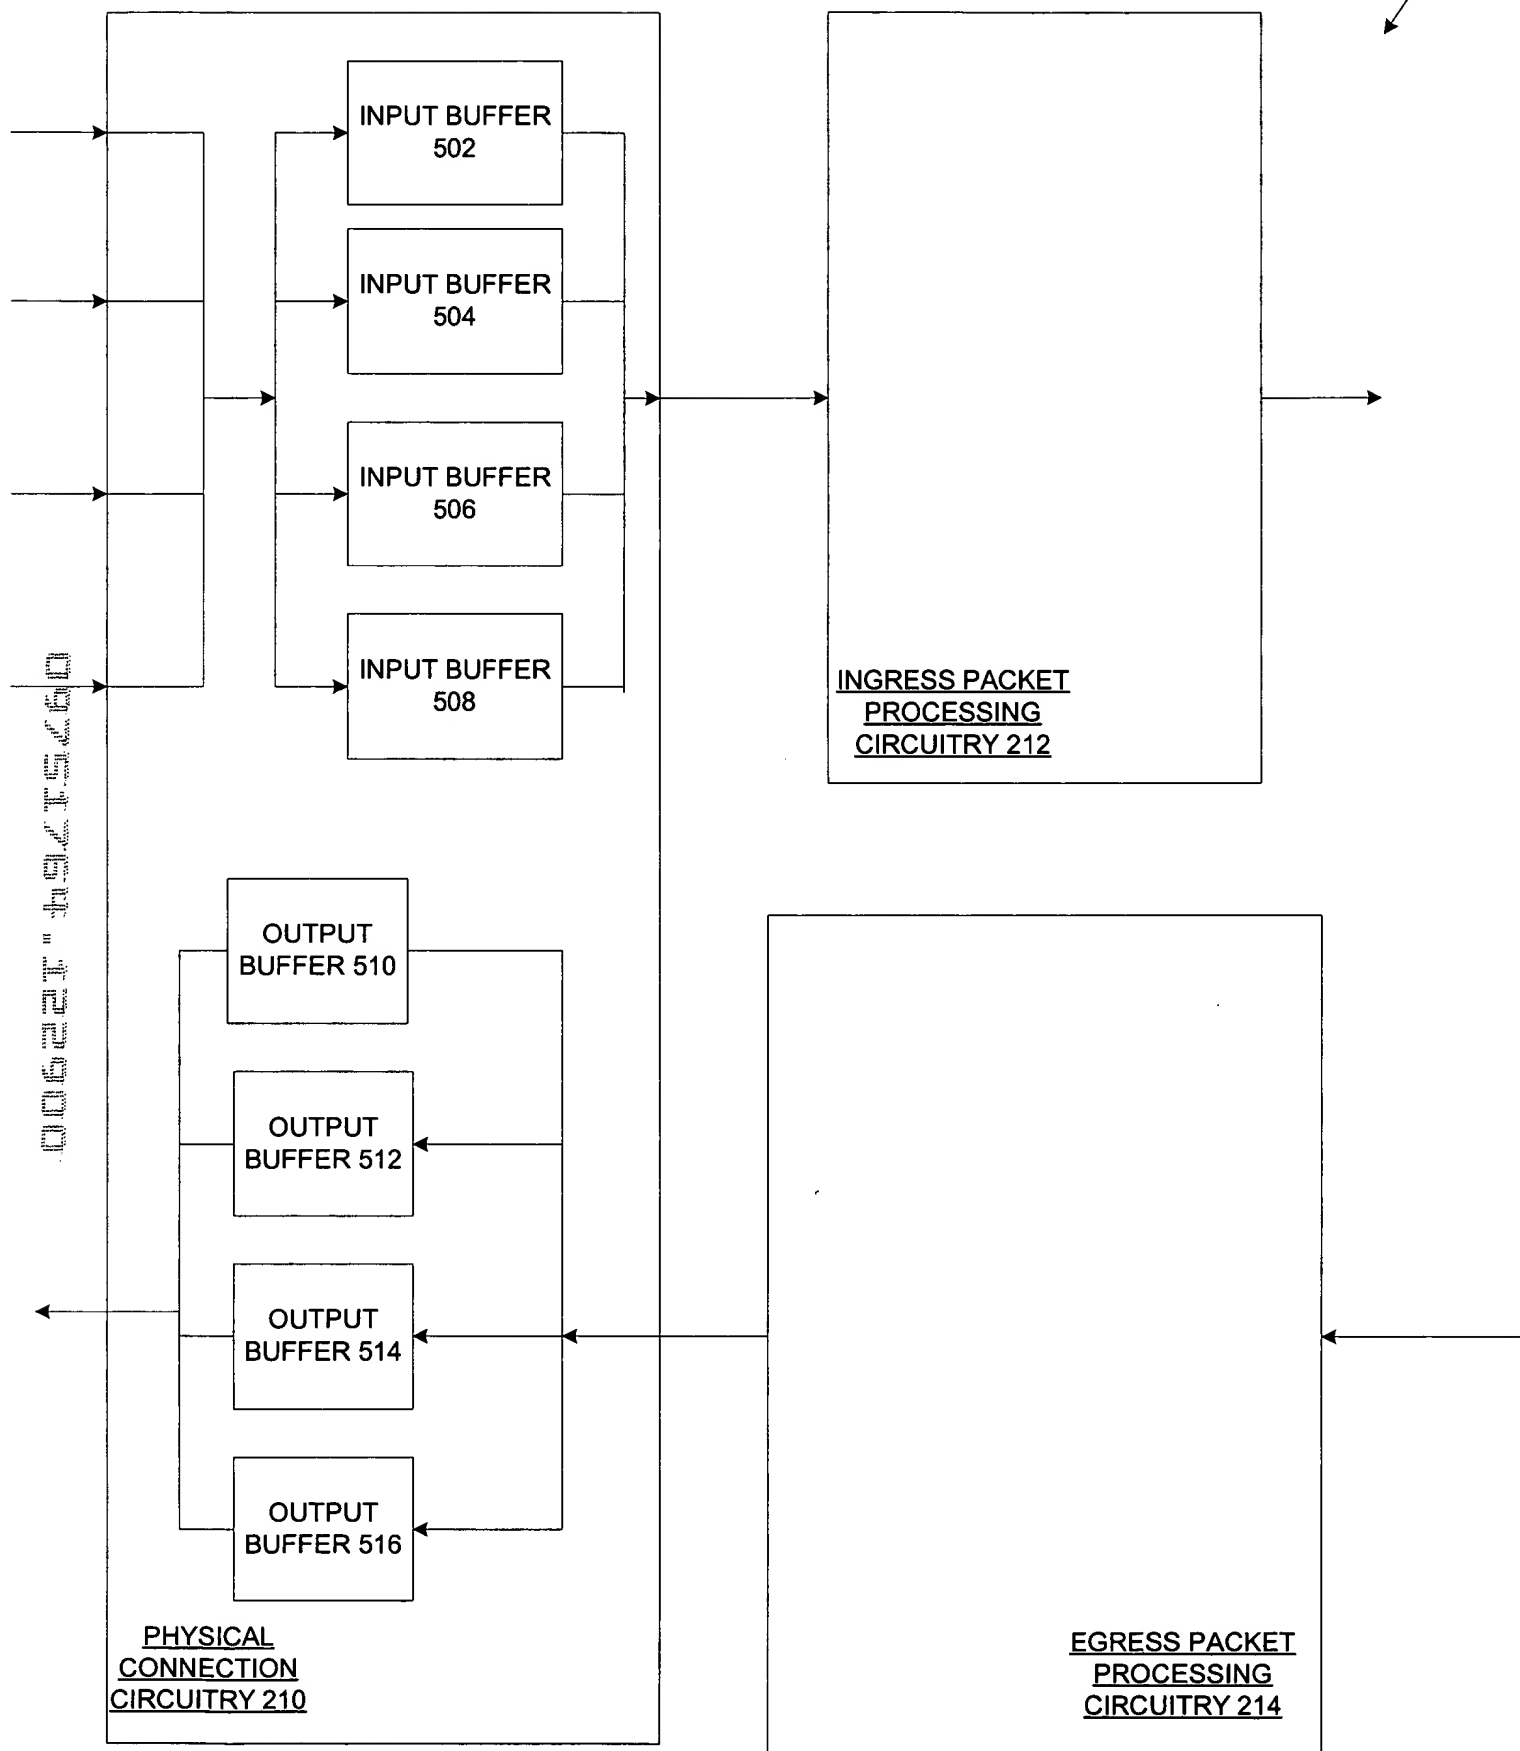 INPUT BUFFER
502
INPUT BUFFER
504
INPUT BUFFER
506
INPUT BUFFER
508
INGRESS PACKET
PROCESSING
CIRCUITRY 212
OUTPUT
BUFFER 510
OUTPUT
BUFFER 512
OUTPUT
BUFFER 514
OUTPUT
BUFFER 516
PHYSICAL
CONNECTION
CIRCUITRY 210
EGRESS PACKET
PROCESSING
CIRCUITRY 214